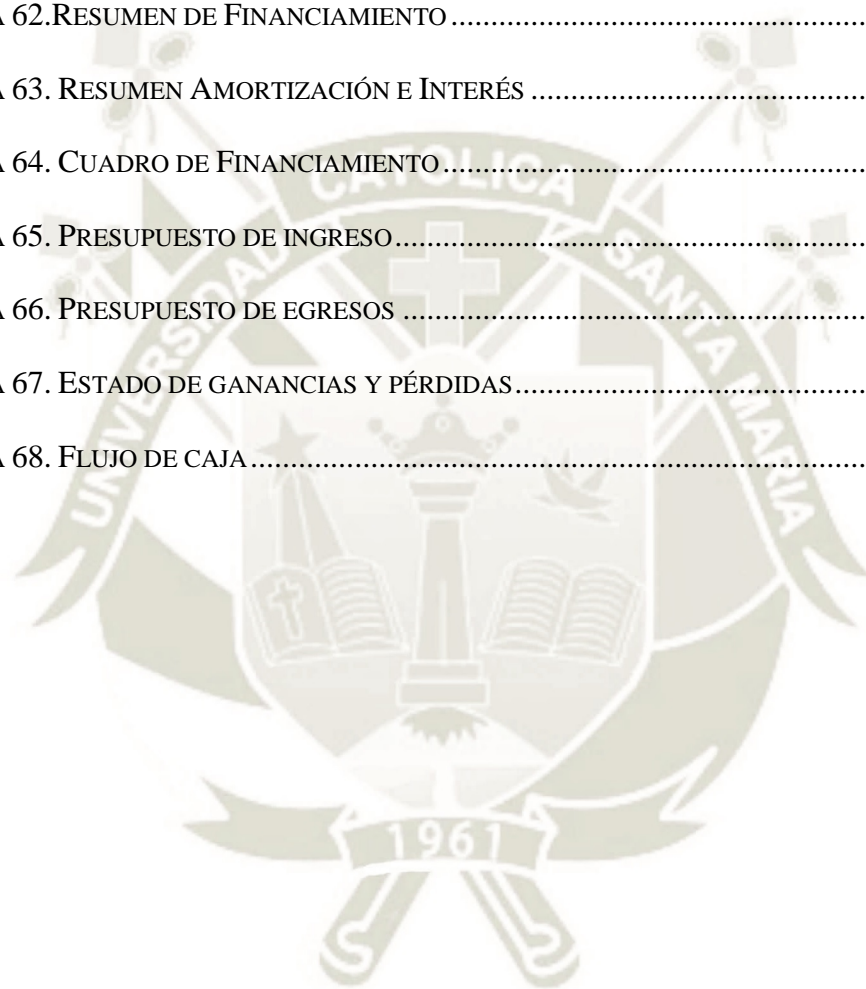 A 62.RESUMEN DE FINANCIAMIENTO ..........................................................
A 63. RESUMEN AMORTIZACIÓN E INTERÉS ..............................................
A 64. CUADRO DE FINANCIAMIENTO ...........................................................
A 65. PRESUPUESTO DE INGRESO ..................................................................
A 66. PRESUPUESTO DE EGRESOS .................................................................
A 67. ESTADO DE GANANCIAS Y PÉRDIDAS .................................................
A 68. FLUJO DE CAJA ...................................................................................
UNIVERSIDAD CATOLICA SANTA MARIA
1961